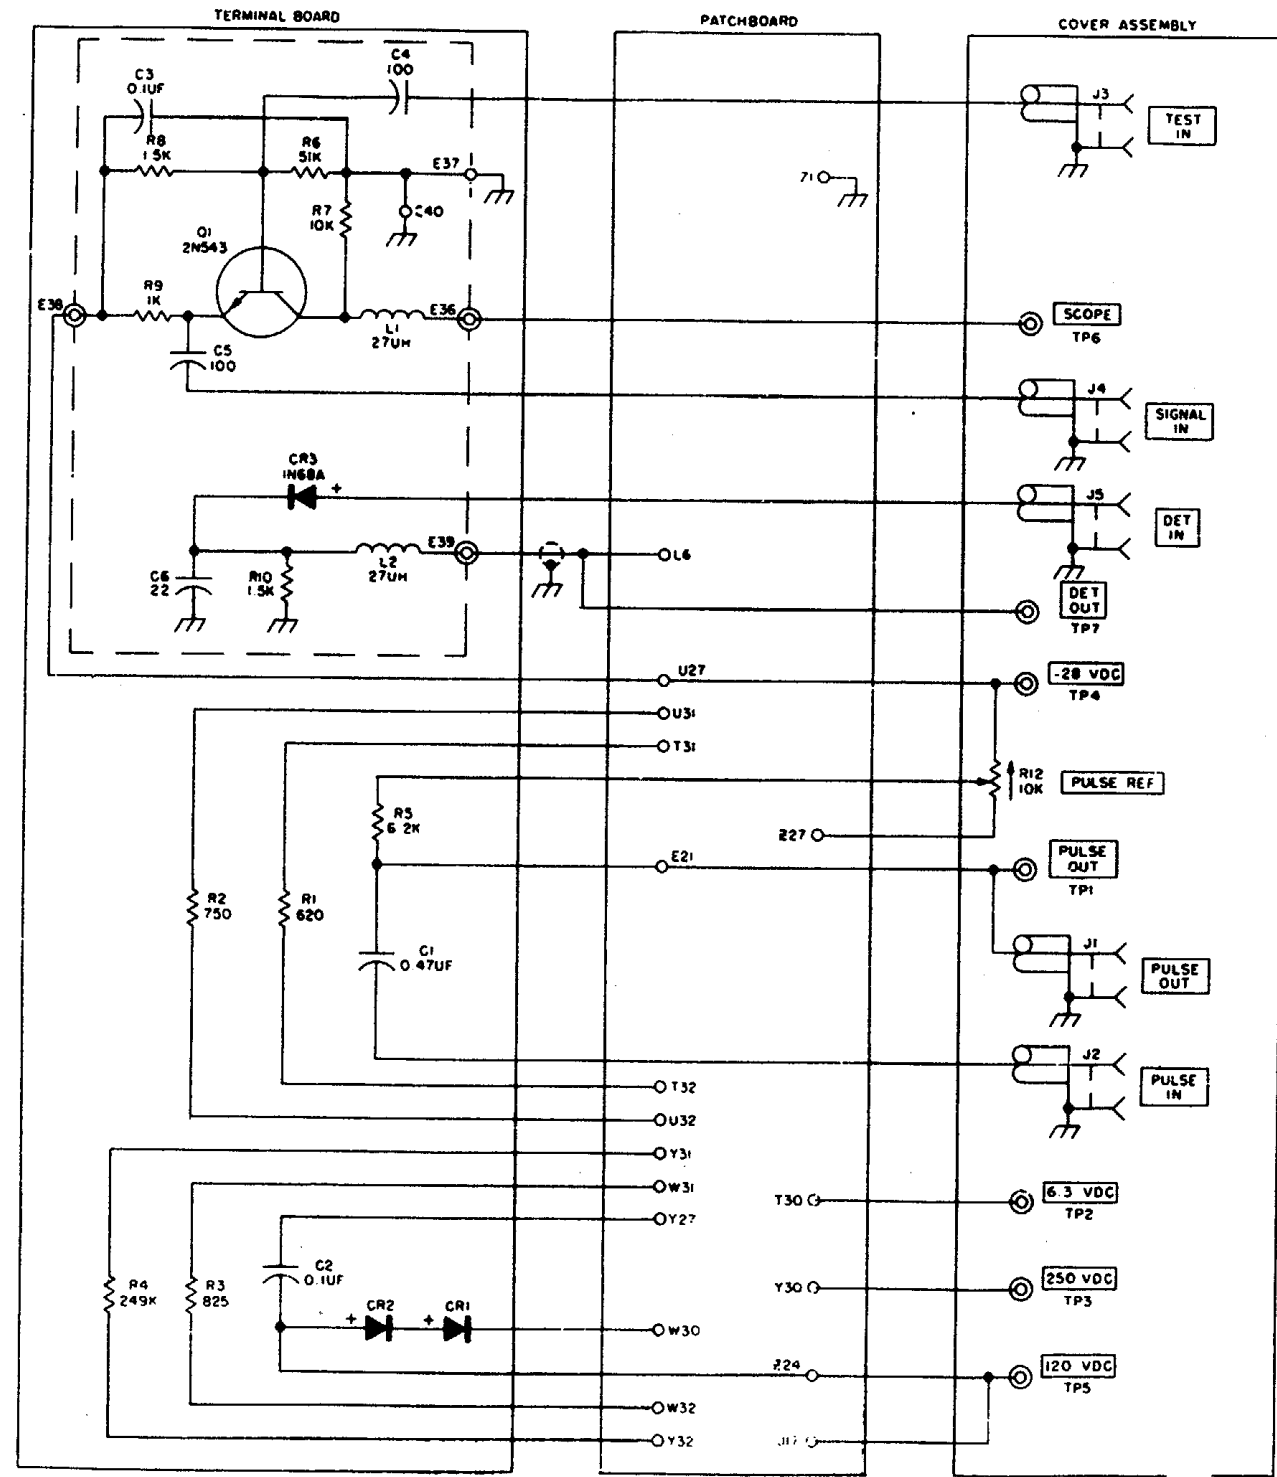 TERMINAL BOARD
PATCHBOARD
COVER ASSEMBLY
C4
100
C3
0.1UF
R8
1.5K
R6
51K
E37
R7
10K
Q1
2N543
E38
R9
1K
E36
L1
27UH
C5
100
CR3
1N68A
+
E39
L2
27UH
C6
22
R10
1.5K
L6
J3
TEST
IN
SCOPE
TP6
J4
SIGNAL
IN
J5
DET
IN
DET
OUT
TP7
U27
-28 VDC
TP4
U31
T31
R12
10K
PULSE REF
R5
6.2K
E21
PULSE
OUT
TP1
R2
750
R1
620
C1
0.47UF
J1
PULSE
OUT
J2
PULSE
IN
T32
U32
Y31
W31
Y27
T30
6.3 VDC
TP2
C2
0.1UF
R4
249K
R3
825
Y30
250 VDC
TP3
+
CR2
+
CR1
W30
120 VDC
TP5
W32
Y32